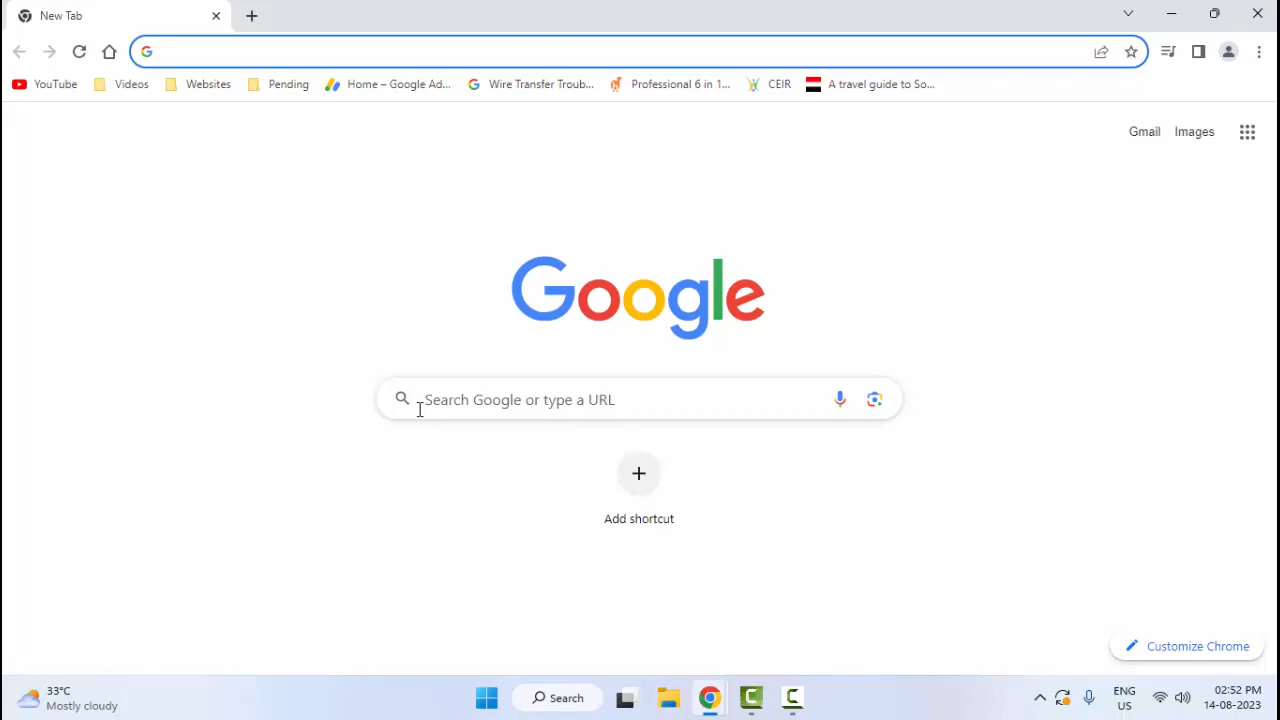 New Tab
YouTube
Videos
Websites
Pending
Home – Google Ad...
Wire Transfer Troub...
Professional 6 in 1...
CEIR
A travel guide to So...
Gmail
Images
Google
Search Google or type a URL
Add shortcut
Customize Chrome
33°C
Mostly cloudy
Search
ENG
US
02:52 PM
14-08-2023